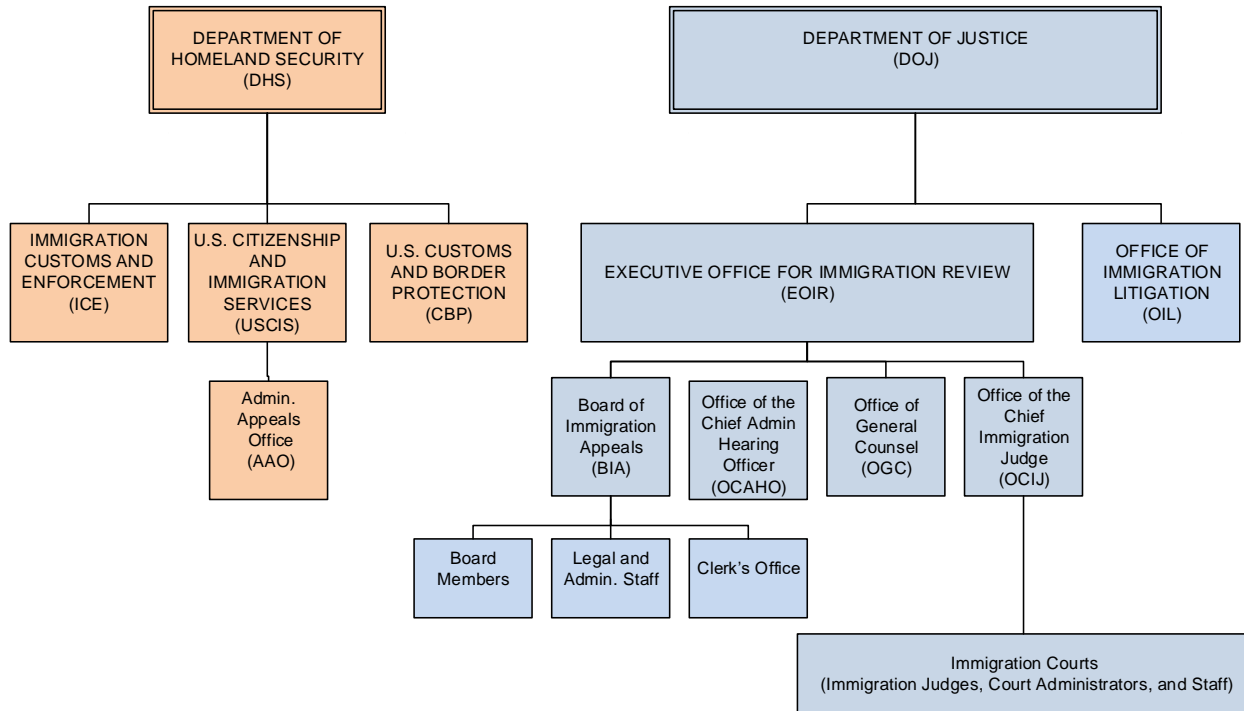 DEPARTMENT OF
HOMELAND SECURITY
(DHS)
DEPARTMENT OF JUSTICE
(DOJ)
IMMIGRATION
CUSTOMS AND
ENFORCEMENT
(ICE)
U.S. CITIZENSHIP
AND
IMMIGRATION
SERVICES
(USCIS)
U.S. CUSTOMS
AND BORDER
PROTECTION
(CBP)
EXECUTIVE OFFICE FOR IMMIGRATION REVIEW
(EOIR)
OFFICE OF
IMMIGRATION
LITIGATION
(OIL)
Admin.
Appeals
Office
(AAO)
Board of
Immigration
Appeals
(BIA)
Office of the
Chief Admin
Hearing
Officer
(OCAHO)
Office of
General
Counsel
(OGC)
Office of the
Chief
Immigration
Judge
(OCIJ)
Board
Members
Legal and
Admin. Staff
Clerk’s Office
Immigration Courts
(Immigration Judges, Court Administrators, and Staff)